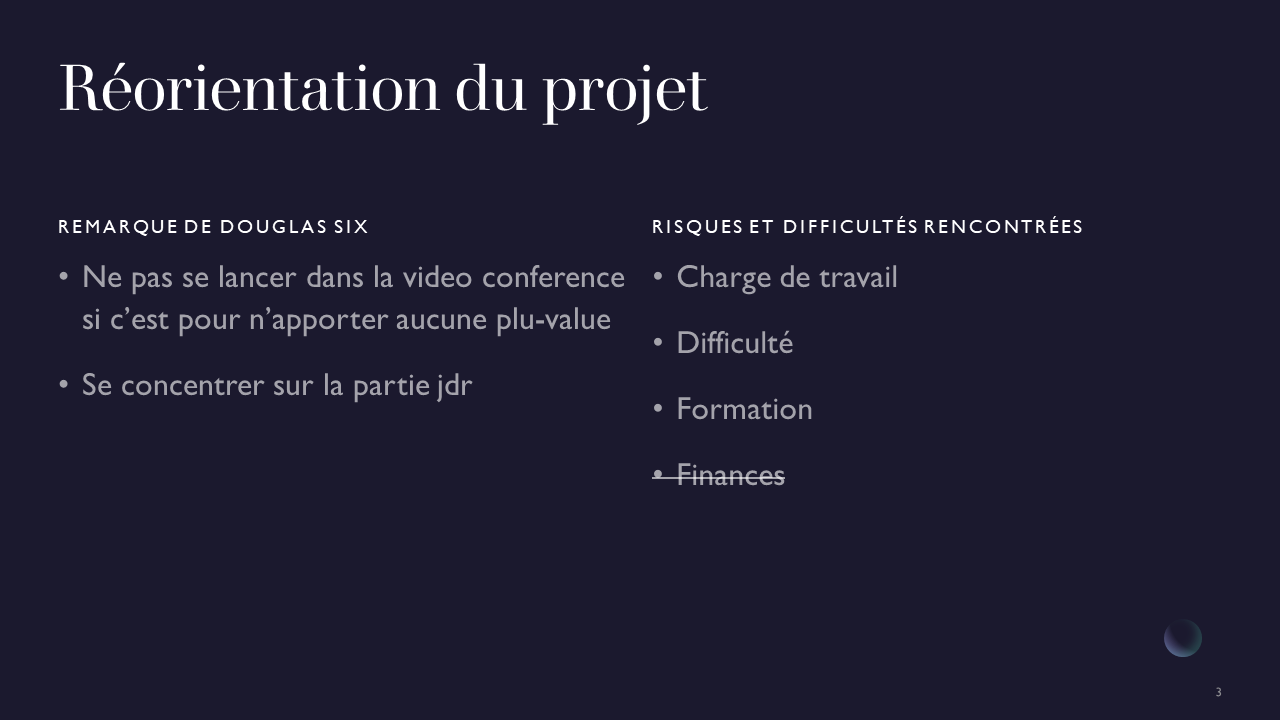 Réorientation du projet
REMARQUE DE DOUGLAS SIX
• Ne pas se lancer dans la video conference
si c’est pour n’apporter aucune plu-value
• Se concentrer sur la partie jdr
RISQUES ET DIFFICULTÉS RENCONTRÉES
• Charge de travail
• Difficulté
• Formation
• Finances
3